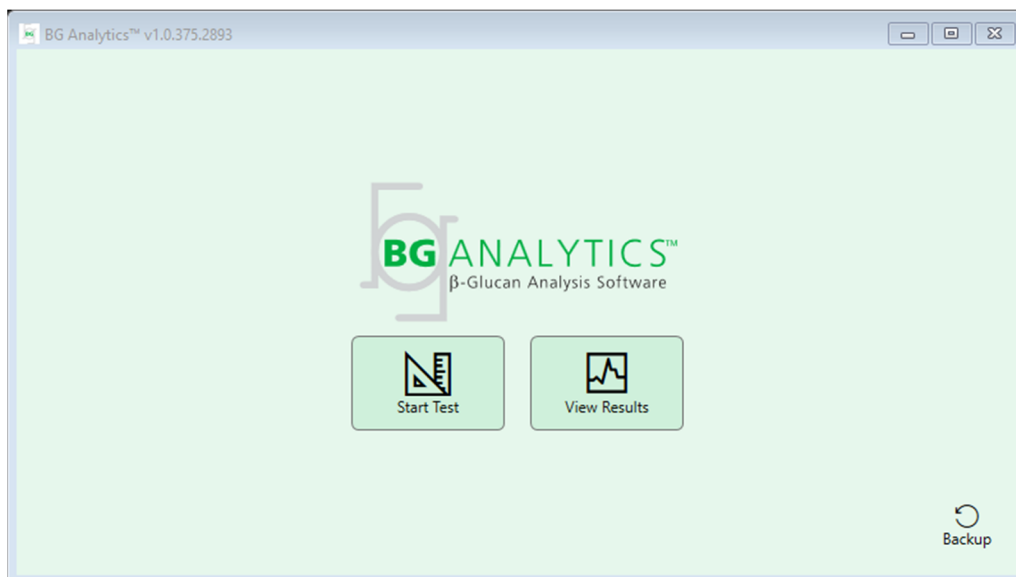 BG Analytics™ v1.0.375.2893
BG ANALYTICS™
β-Glucan Analysis Software
Start Test
View Results
Backup